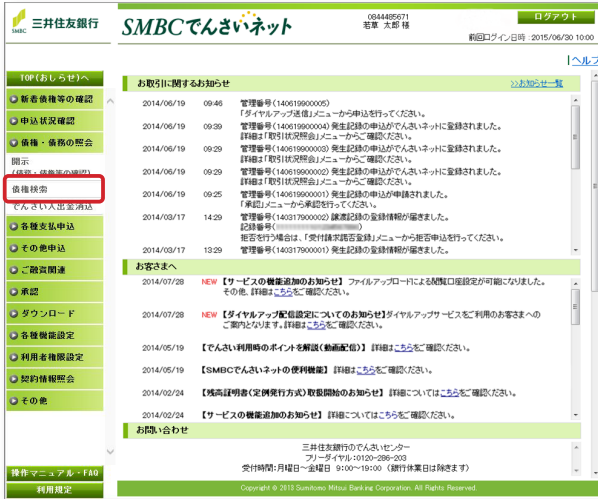 SMBC 三井住友銀行
SMBCでんさいネット
0844485671
若草 太郎 様
ログアウト
前回ログイン日時:2015/06/30 10:00
ヘルプ
TOP(おしらせ)へ
新着債権等の確認
申込状況確認
債権・債務の照会
開示
(債務・債権等の確認)
債権検索
でんさい入出金消込
各種支払申込
その他申込
ご融資関連
承認
ダウンロード
各種機能設定
利用者権限設定
契約情報照会
その他
操作マニュアル・FAQ
利用規定
お取引に関するお知らせ
>>お知らせ一覧
2014/06/19 09:46 管理番号(140619900005)
「ダイヤルアップ送信」メニューから申込を行ってください。
2014/06/19 09:39 管理番号(140619900004) 発生記録の申込がでんさいネットに登録されました。
詳細は「取引状況照会」メニューからご確認ください。
2014/06/19 09:29 管理番号(140619900003) 発生記録の申込がでんさいネットに登録されました。
詳細は「取引状況照会」メニューからご確認ください。
2014/06/19 09:29 管理番号(140619900002) 発生記録の申込がでんさいネットに登録されました。
詳細は「取引状況照会」メニューからご確認ください。
2014/06/19 09:25 管理番号(140619900001) 発生記録の申込が申請されました。
「承認」メニューから承認を行ってください。
2014/03/17 14:29 管理番号(140317900002) 譲渡記録の登録情報が届きました。
記録番号(
拒否を行う場合は、「受付請求諾否登録」メニューから拒否申込を行ってください。
2014/03/17 13:29 管理番号(140317900001) 発生記録の登録情報が届きました。
お客さまへ
2014/07/28 NEW 【サービスの機能追加のお知らせ】 ファイルアップロードによる閲覧口座設定が可能になりました。
その他、詳細はこちらをご確認ください。
2014/07/28 NEW 【ダイヤルアップ配信設定についてのお知らせ】ダイヤルアップサービスをご利用のお客さまへの
ご案内となります。詳細はこちらをご確認ください。
2014/05/19 【でんさい利用時のポイントを解説(動画配信)】 詳細はこちらをご確認ください。
2014/05/19 【SMBCでんさいネットの便利機能】 詳細はこちらをご確認ください。
2014/02/24 【残高証明書(定例発行方式)取扱開始のお知らせ】 詳細についてはこちらをご確認ください。
2014/02/24 【サービスの機能追加のお知らせ】 詳細についてはこちらをご確認ください。
お問い合わせ
三井住友銀行のでんさいセンター
フリーダイヤル:0120-286-203
受付時間:月曜日〜金曜日 9:00〜19:00 (銀行休業日は除きます)
Copyright © 2013 Sumitomo Mitsui Banking Corporation. All Rights Reserved.